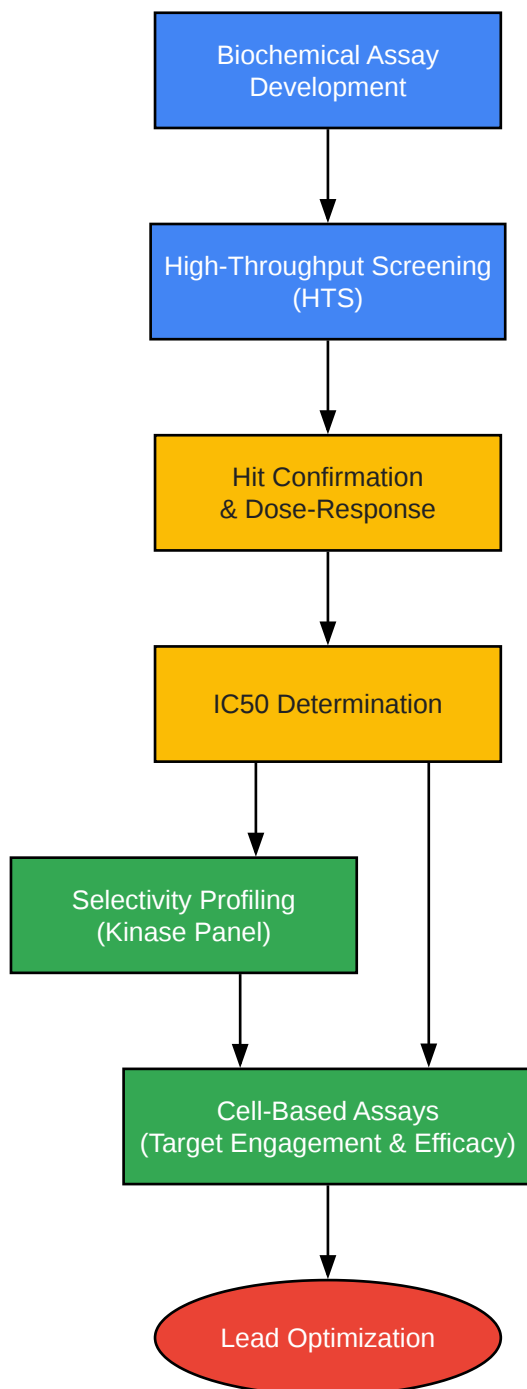 Biochemical Assay
Development
High-Throughput Screening
(HTS)
Hit Confirmation
& Dose-Response
IC50 Determination
Selectivity Profiling
(Kinase Panel)
Cell-Based Assays
(Target Engagement & Efficacy)
Lead Optimization